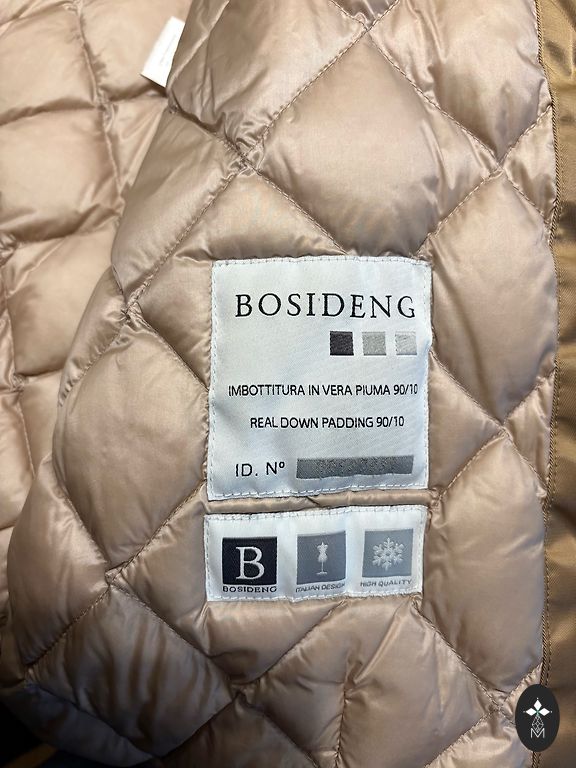 BOSIDENG
IMBOTTITURA IN VERA PIUMA 90/10
REAL DOWN PADDING 90/10
ID. Nº
B
BOSIDENG
ITALIAN DESIGN
HIGH QUALITY